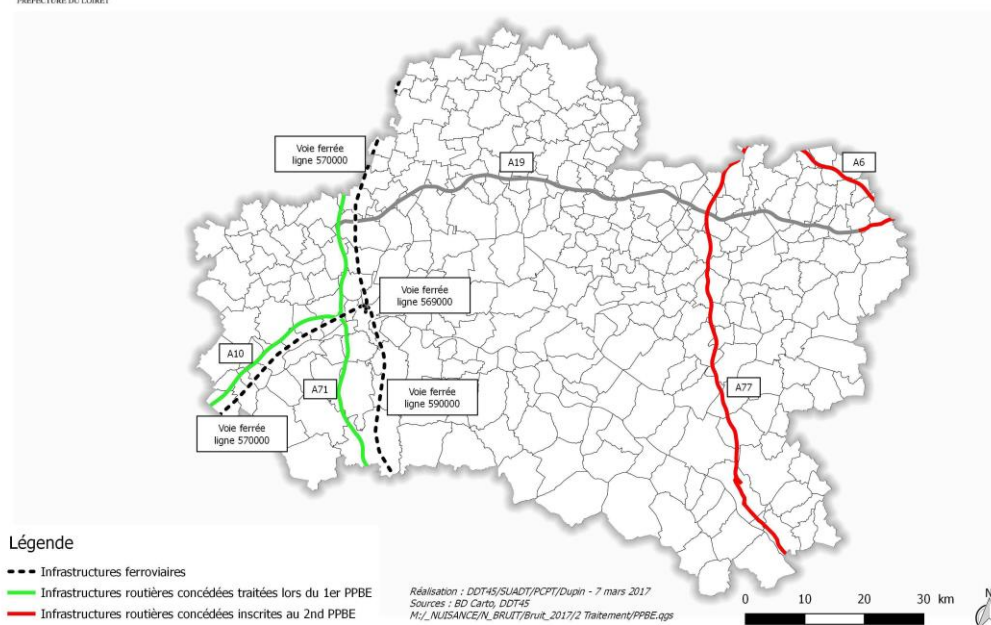 PRÉFECTURE DU LOIRET
Voie ferrée
ligne 570000
A19
A6
Voie ferrée
ligne 569000
A10
A71
Voie ferrée
ligne 590000
A77
Voie ferrée
ligne 570000
Légende
Infrastructures ferroviaires
Infrastructures routières concédées traitées lors du 1er PPBE
Infrastructures routières concédées inscrites au 2nd PPBE
Réalisation : DDT45/SUADT/PCPT/Dupin - 7 mars 2017
Sources : BD Carto, DDT45
M:/_NUISANCE/N_BRUIT/Bruit_2017/2 Traitement/PPBE.qgs
0 10 20 30 km
N